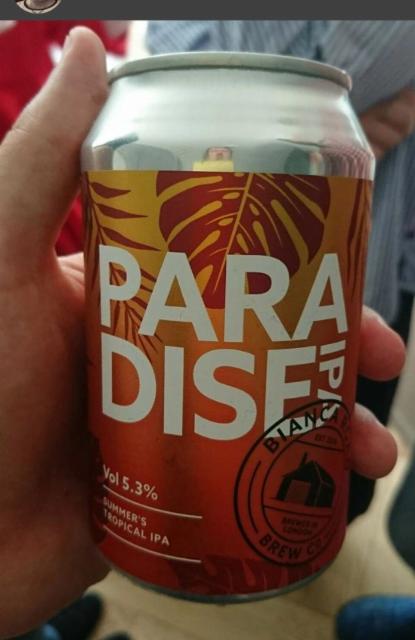 PARA
DISE
IPA
Vol 5.3%
SUMMER'S
TROPICAL IPA
BIANCA
EST
BREWED IN
LONDON
BREW CO